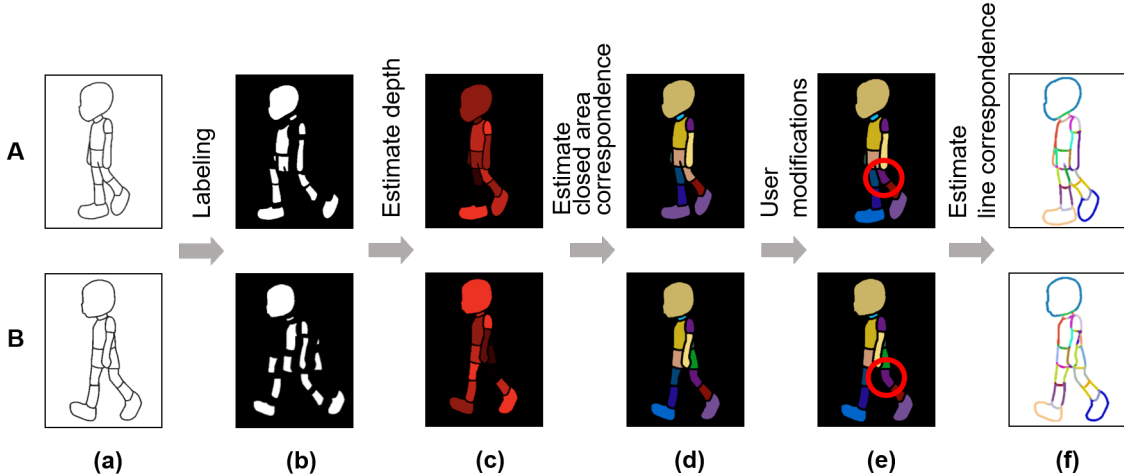 A
B
Labeling
Estimate depth
Estimate
closed area
correspondence
User
modifications
Estimate
line correspondence
(a)
(b)
(c)
(d)
(e)
(f)